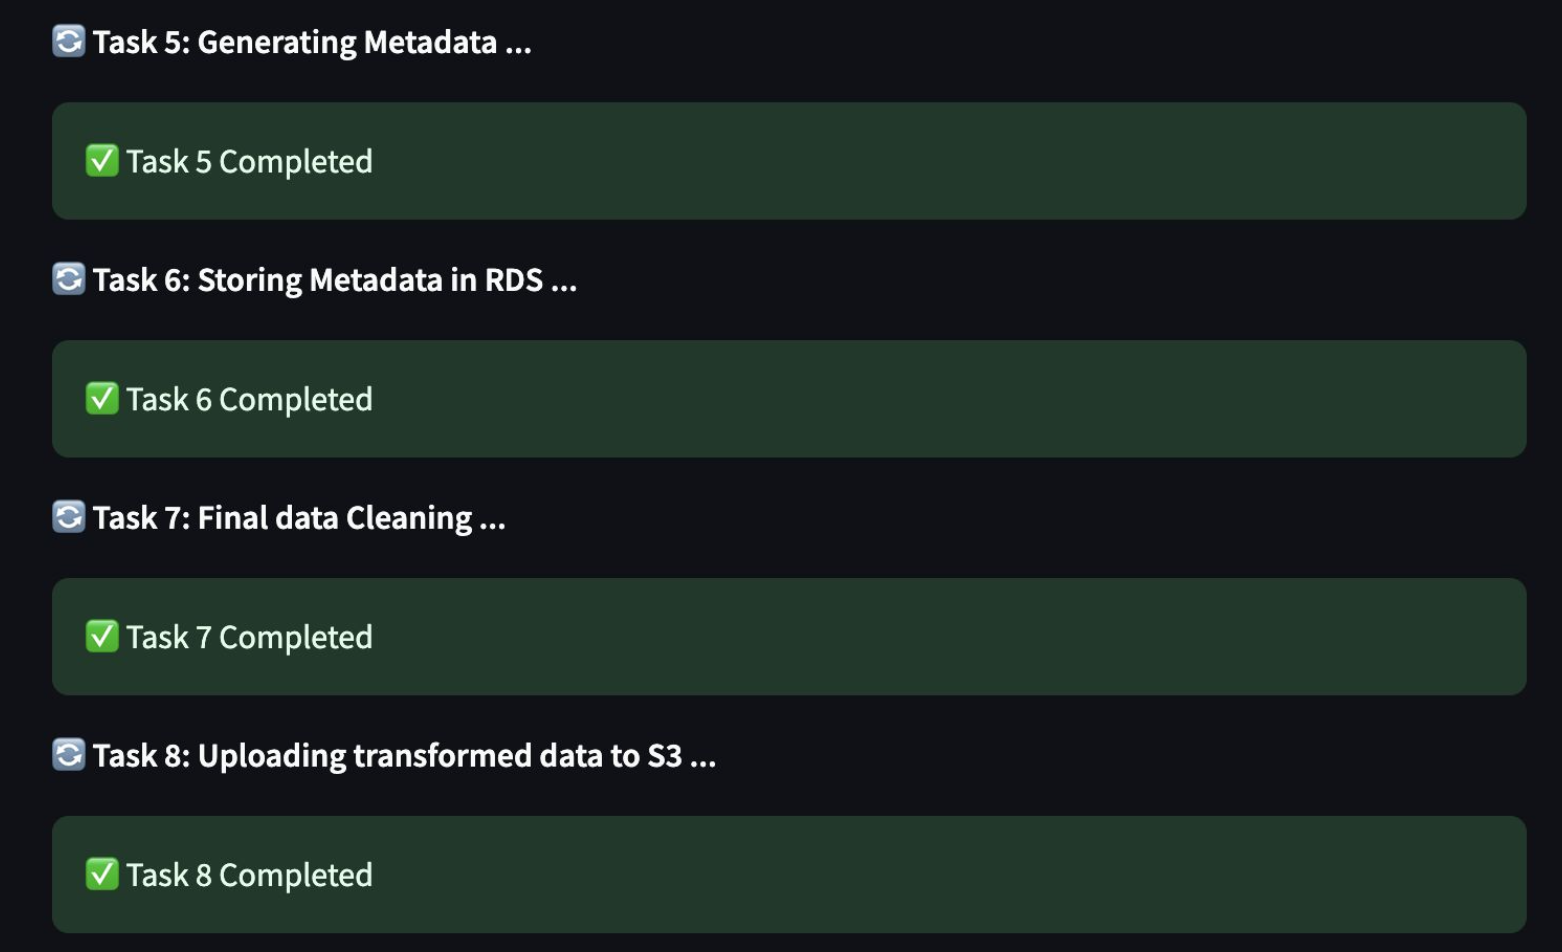 🔄 Task 5: Generating Metadata ...
✅ Task 5 Completed
🔄 Task 6: Storing Metadata in RDS ...
✅ Task 6 Completed
🔄 Task 7: Final data Cleaning ...
✅ Task 7 Completed
🔄 Task 8: Uploading transformed data to S3 ...
✅ Task 8 Completed